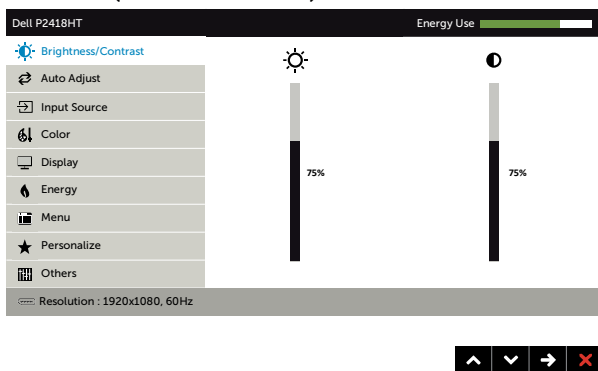 Dell P2418HT
Energy Use
Brightness/Contrast
Auto Adjust
Input Source
Color
Display
Energy
Menu
Personalize
Others
75%
75%
Resolution : 1920x1080, 60Hz